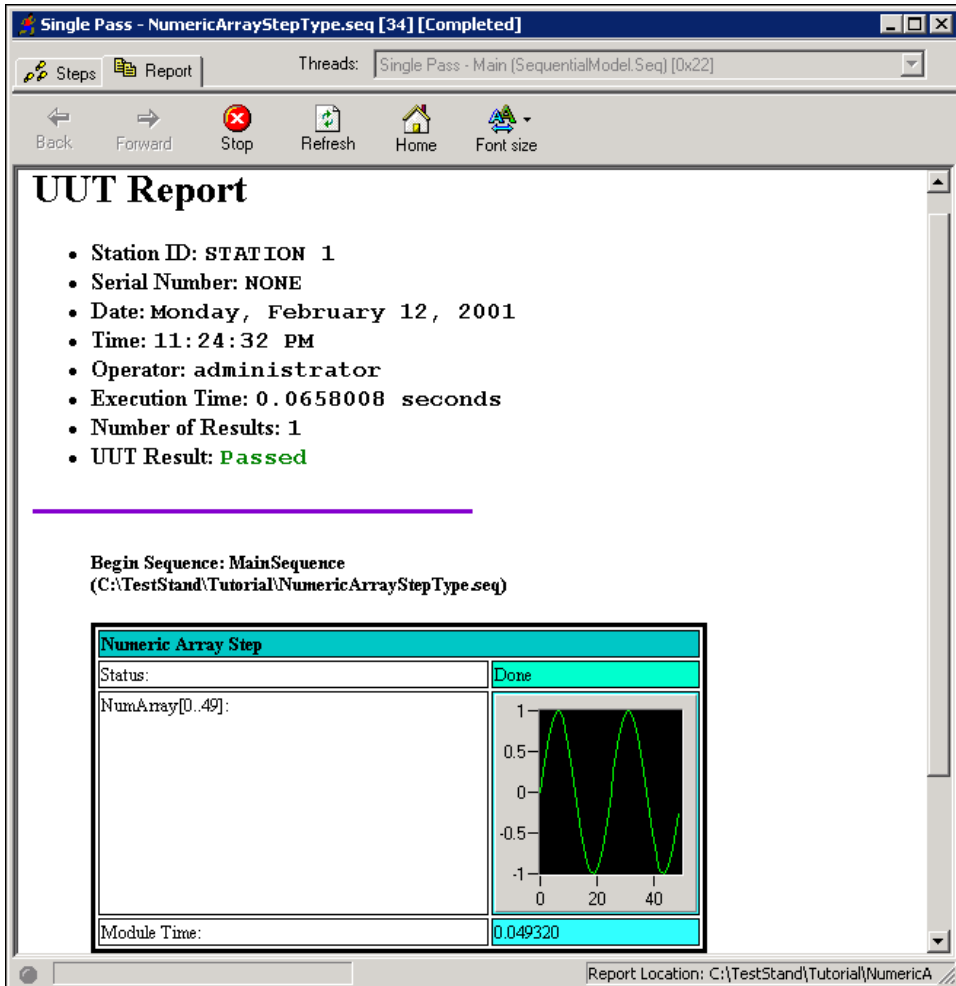 Single Pass - NumericArrayStepType.seq [34] [Completed]
Steps
Report
Threads: Single Pass - Main (SequentialModel.Seq) [0x22]
Back Forward Stop Refresh Home Font size
UUT Report
• Station ID: STATION 1
• Serial Number: NONE
• Date: Monday, February 12, 2001
• Time: 11:24:32 PM
• Operator: administrator
• Execution Time: 0.0658008 seconds
• Number of Results: 1
• UUT Result: Passed
Begin Sequence: MainSequence
(C:\TestStand\Tutorial\NumericArrayStepType.seq)
Numeric Array Step
Status: Done
NumArray[0..49]:
1
0.5
0
-0.5
-1
0 20 40
Module Time: 0.049320
Report Location: C:\TestStand\Tutorial\NumericA